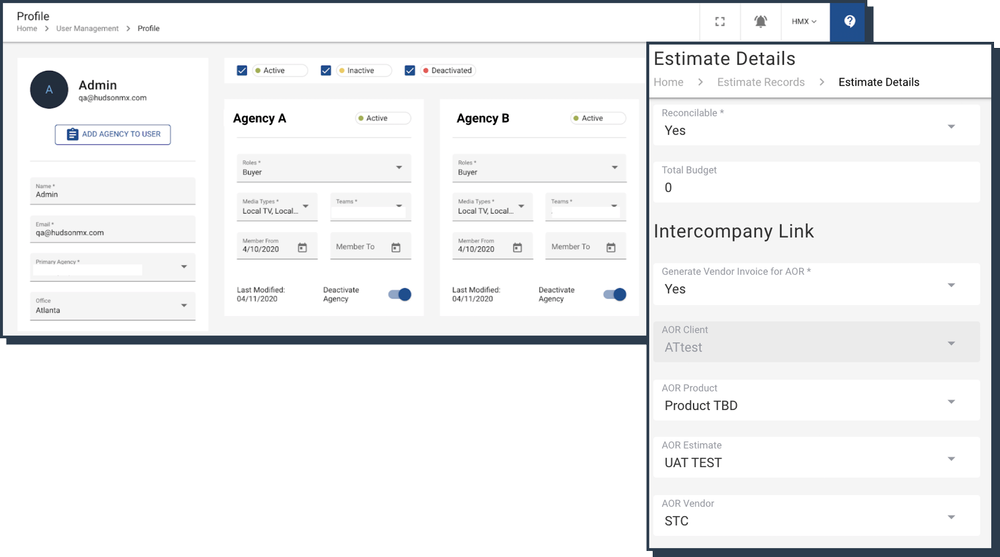 Profile
Home > User Management > Profile
HMX
A
Admin
qa@hudsonmx.com
ADD AGENCY TO USER
Name *
Admin
Email *
qa@hudsonmx.com
Primary Agency *
Office
Atlanta
Active
Inactive
Deactivated
Agency A
Active
Roles *
Buyer
Media Types *
Local TV, Local...
Teams *
Member From
4/10/2020
Member To
Last Modified:
04/11/2020
Deactivate
Agency
Agency B
Active
Roles *
Buyer
Media Types *
Local TV, Local...
Teams *
Member From
4/10/2020
Member To
Last Modified:
04/11/2020
Deactivate
Agency
Estimate Details
Home > Estimate Records > Estimate Details
Reconcilable *
Yes
Total Budget
0
Intercompany Link
Generate Vendor Invoice for AOR *
Yes
AOR Client
ATtest
AOR Product
Product TBD
AOR Estimate
UAT TEST
AOR Vendor
STC